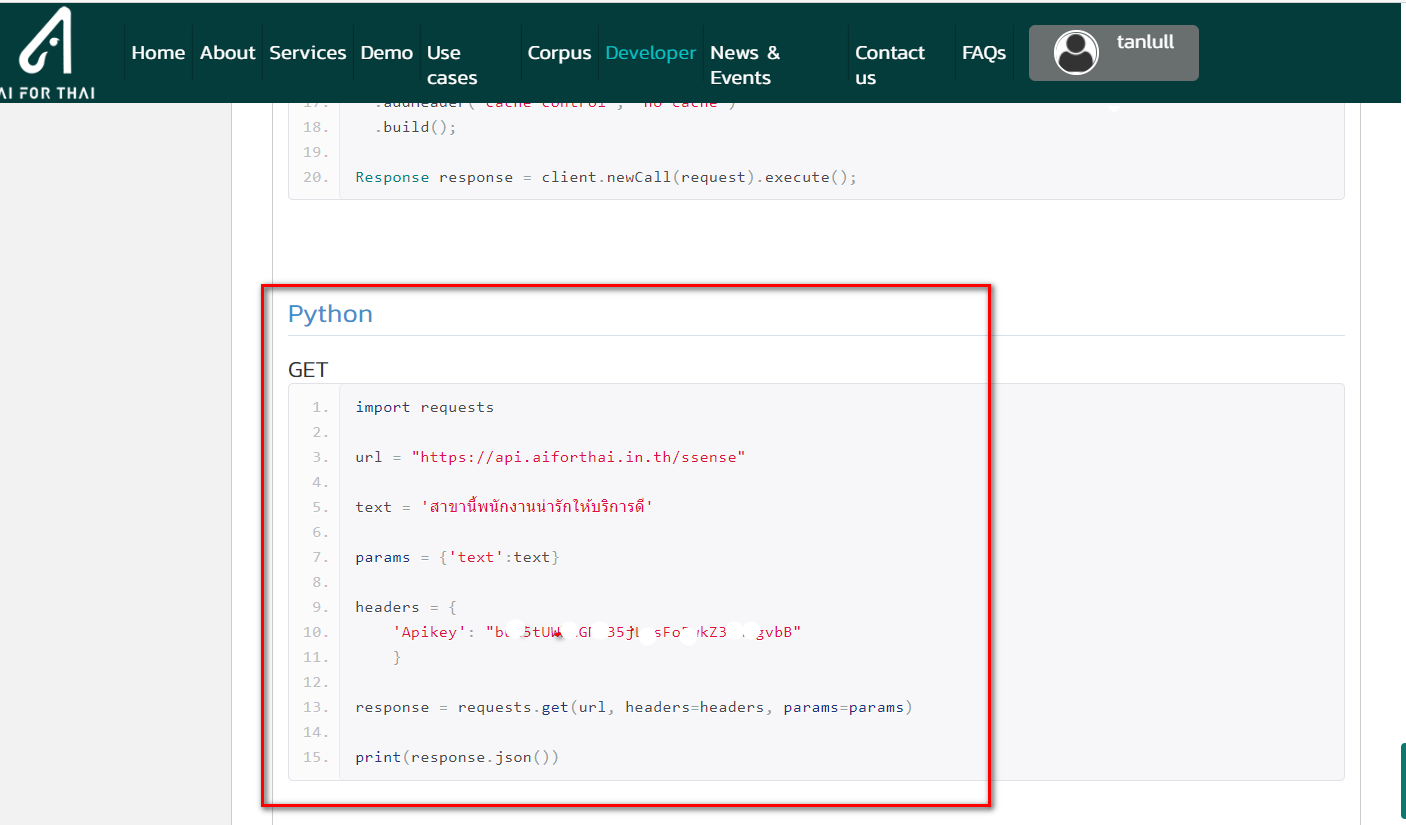 Home About Services Demo Use cases Corpus Developer News & Events Contact us FAQs tanlull
AI FOR THAI
18. .build();
19.
20. Response response = client.newCall(request).execute();
Python
GET
1. import requests
2.
3. url = "https://api.aiforthai.in.th/ssense"
4.
5. text = 'สาขานี้พนักงานน่ารักให้บริการดี'
6.
7. params = {'text':text}
8.
9. headers = {
10. 'Apikey':
11. }
12.
13. response = requests.get(url, headers=headers, params=params)
14.
15. print(response.json())